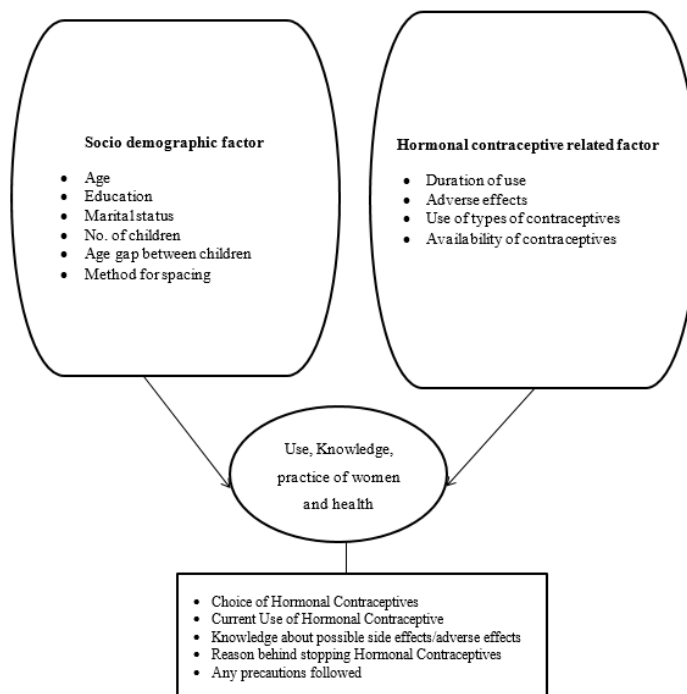 Socio demographic factor
• Age
• Education
• Marital status
• No. of children
• Age gap between children
• Method for spacing
Hormonal contraceptive related factor
• Duration of use
• Adverse effects
• Use of types of contraceptives
• Availability of contraceptives
Use, Knowledge,
practice of women
and health
• Choice of Hormonal Contraceptives
• Current Use of Hormonal Contraceptive
• Knowledge about possible side effects/adverse effects
• Reason behind stopping Hormonal Contraceptives
• Any precautions followed